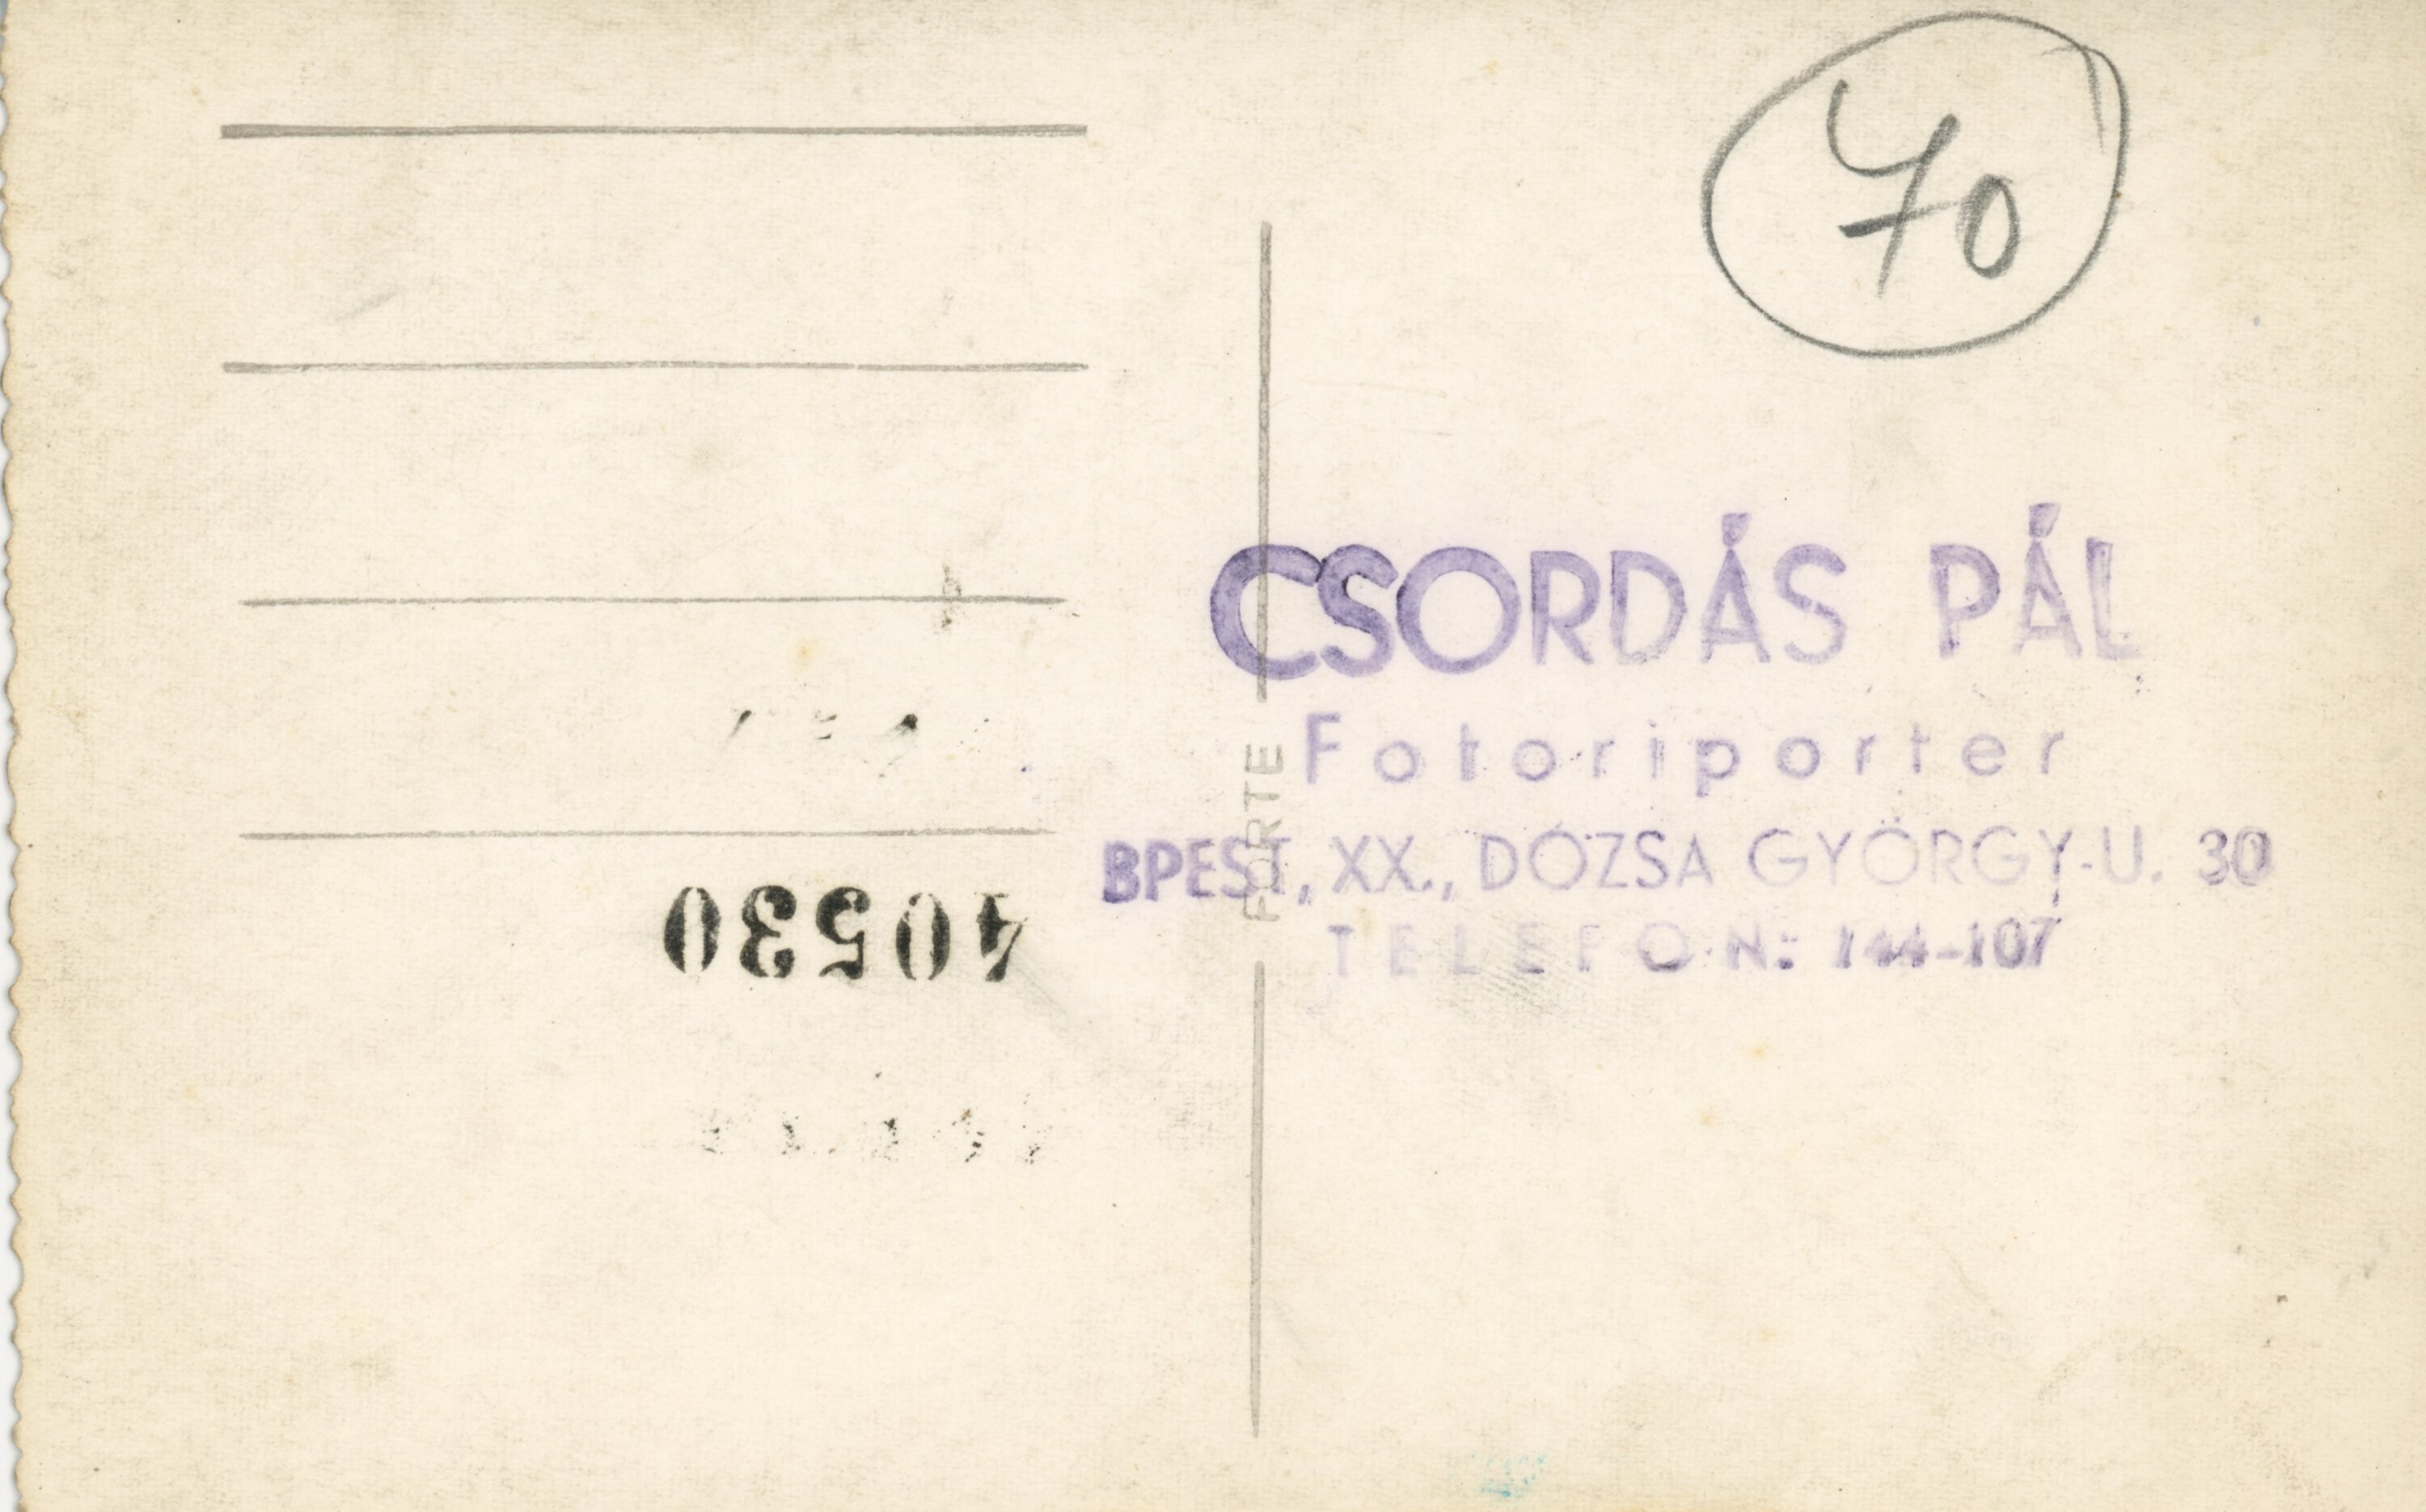 70
CSORDÁS PÁL
Fotoriporter
BPEST, XX., DÓZSA GYÖRGY-U. 30
TELEFON: 144-107
FORTE
40530